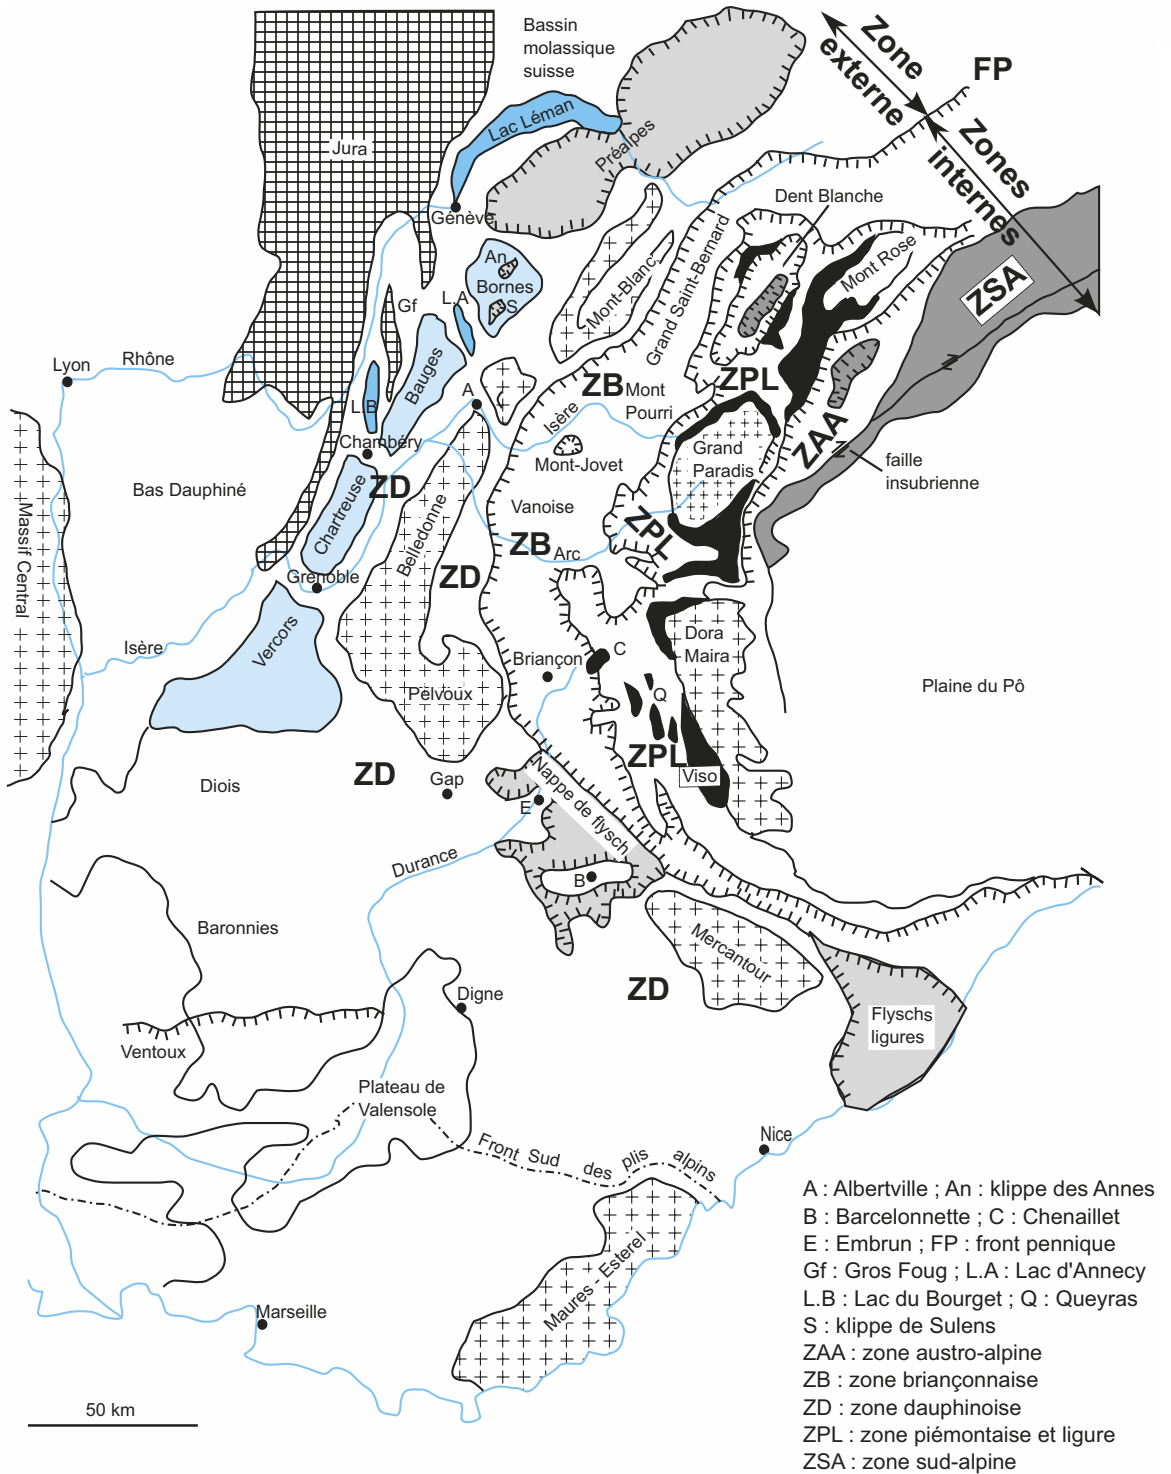 Bassin
molassique
suisse
Zone
externe
FP
Zones
internes
Lac Léman
Préalpes
Jura
Génève
Dent Blanche
Grand Saint-Bernard
Mont Rose
ZSA
An
Bornes
S
L.A
Gf
Mont-Blanc
Lyon
Rhône
Bauges
A
ZB
Mont
Pourri
ZPL
L.B
Isère
ZAA
Chambéry
Mont-Jovet
Grand
Paradis
faille
insubrienne
Massif Central
Bas Dauphiné
ZD
Chartreuse
Belledonne
Vanoise
ZPL
ZB
Arc
Grenoble
ZD
Isère
Vercors
Briançon
C
Dora
Maira
Pelvoux
Q
Plaine du Pô
ZPL
Viso
ZD
Gap
Diois
Nappe de flysch
E
Durance
B
Baronnies
Mercantour
ZD
Digne
Flyschs
ligures
Ventoux
Plateau de
Valensole
Front Sud des plis alpins
Nice
Maures - Esterel
Marseille
50 km
A : Albertville ; An : klippe des Annes
B : Barcelonnette ; C : Chenaillet
E : Embrun ; FP : front pennique
Gf : Gros Foug ; L.A : Lac d'Annecy
L.B : Lac du Bourget ; Q : Queyras
S : klippe de Sulens
ZAA : zone austro-alpine
ZB : zone briançonnaise
ZD : zone dauphinoise
ZPL : zone piémontaise et ligure
ZSA : zone sud-alpine